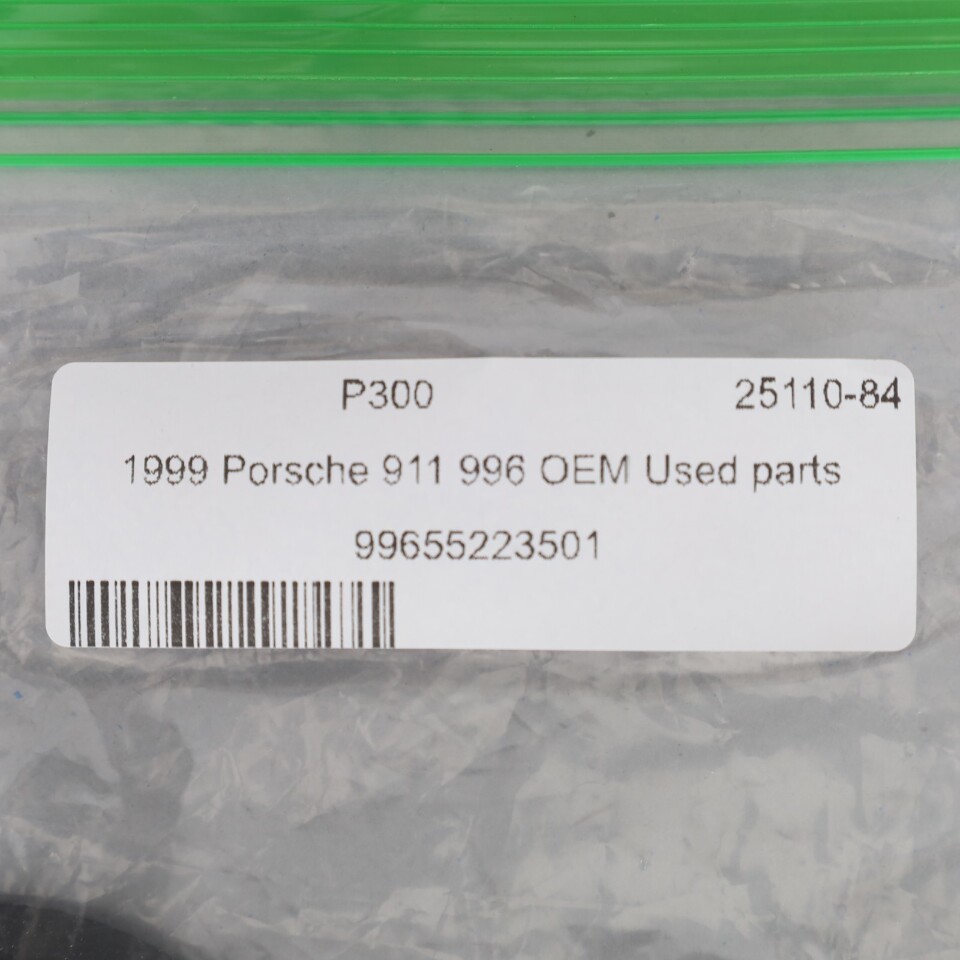 P300 25110-84
1999 Porsche 911 996 OEM Used parts
99655223501